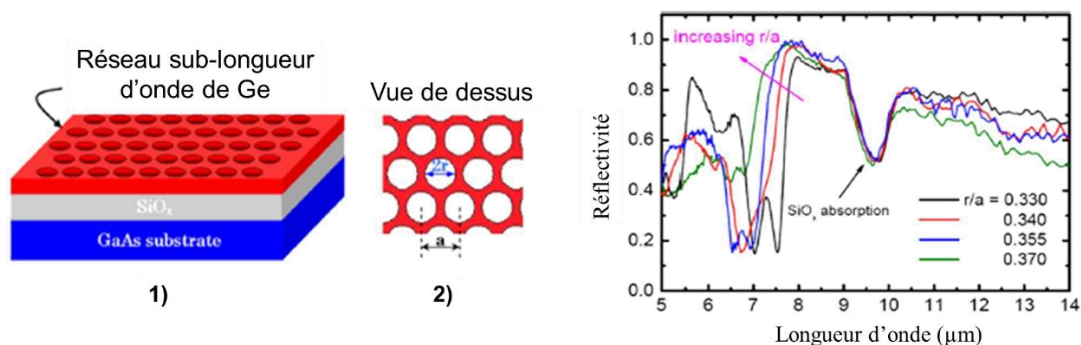 Réseau sub-longueur
d'onde de Ge
SiOx
GaAs substrate
1)
Vue de dessus
2r
a
2)
Réflectivité
1.0
0.8
0.6
0.4
0.2
0.0
increasing r/a
SiOx absorption
r/a = 0.330
0.340
0.355
0.370
5 6 7 8 9 10 11 12 13 14
Longueur d'onde (μm)